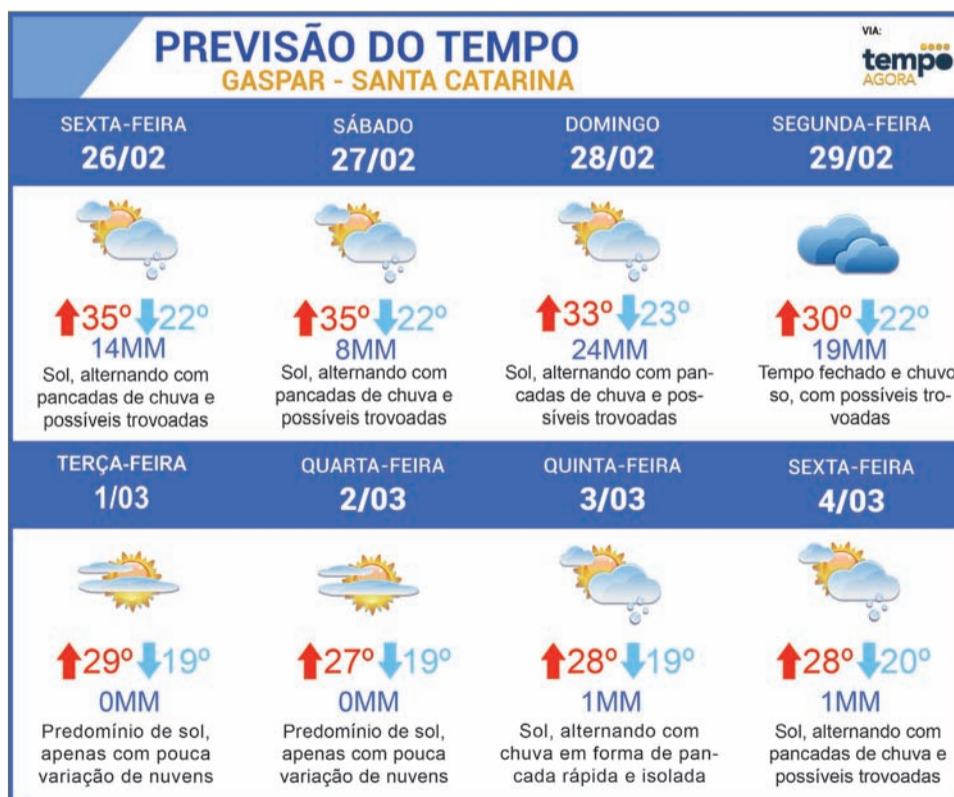 PREVISÃO DO TEMPO
GASPAR - SANTA CATARINA
VIA:
tempo
AGORA
SEXTA-FEIRA
26/02
SÁBADO
27/02
DOMINGO
28/02
SEGUNDA-FEIRA
29/02
35º 22º
14MM
Sol, alternando com
pancadas de chuva e
possíveis trovoadas
35º 22º
8MM
Sol, alternando com
pancadas de chuva e
possíveis trovoadas
33º 23º
24MM
Sol, alternando com pan-
cadas de chuva e pos-
síveis trovoadas
30º 22º
19MM
Tempo fechado e chuvo
so, com possíveis tro-
voadas
TERÇA-FEIRA
1/03
QUARTA-FEIRA
2/03
QUINTA-FEIRA
3/03
SEXTA-FEIRA
4/03
29º 19º
0MM
Predomínio de sol,
apenas com pouca
variação de nuvens
27º 19º
0MM
Predomínio de sol,
apenas com pouca
variação de nuvens
28º 19º
1MM
Sol, alternando com
chuva em forma de pan-
cada rápida e isolada
28º 20º
1MM
Sol, alternando com
pancadas de chuva e
possíveis trovoadas